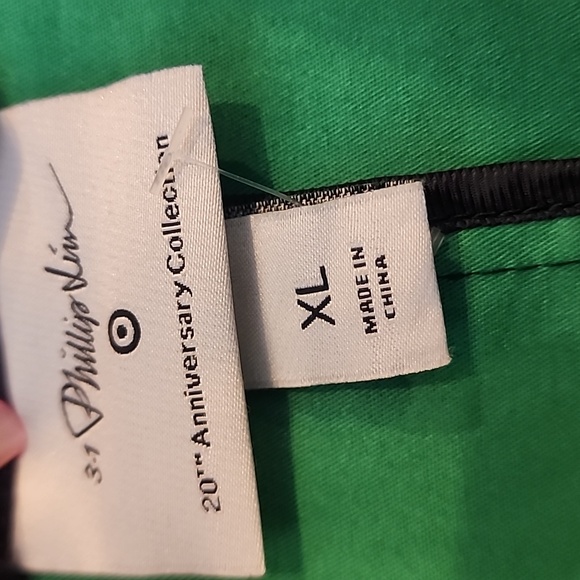 3.1 Phillip Lim
20TH Anniversary Collection
XL
MADE IN
CHINA